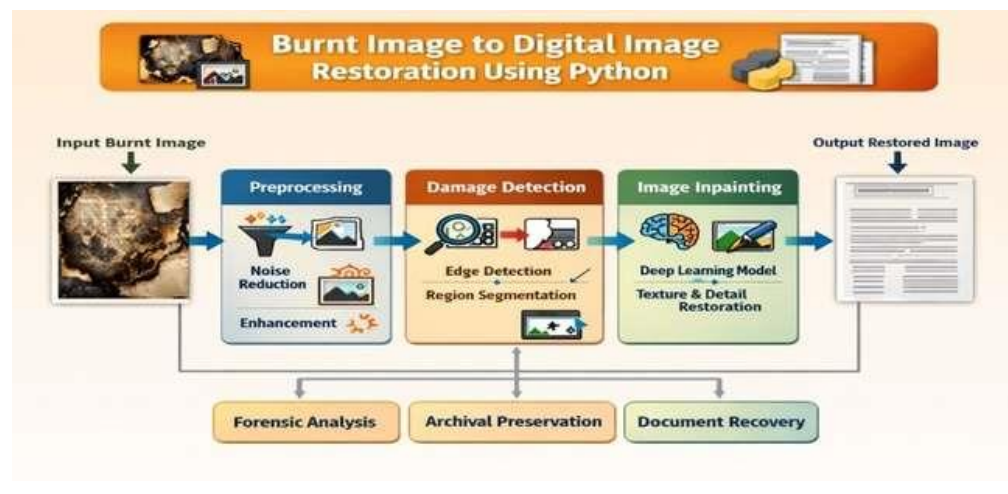 Burnt Image to Digital Image
Restoration Using Python
Input Burnt Image
Output Restored Image
Preprocessing
Noise
Reduction
Enhancement
Damage Detection
Edge Detection
Region Segmentation
Image Inpainting
Deep Learning Model
Texture & Detail
Restoration
Forensic Analysis
Archival Preservation
Document Recovery